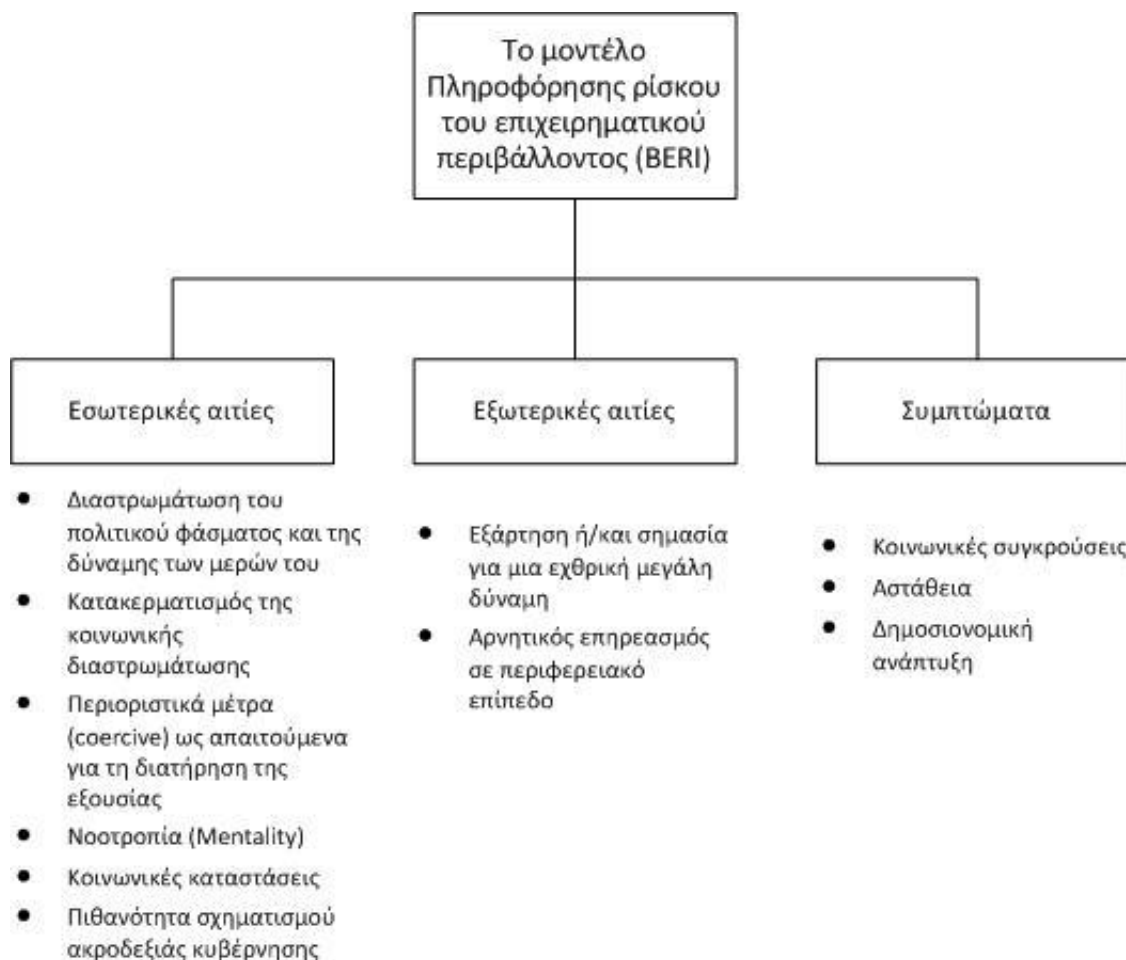 Το μοντέλο
Πληροφόρησης ρίσκου
του επιχειρηματικού
περιβάλλοντος (BERI)
Εσωτερικές αιτίες
Εξωτερικές αιτίες
Συμπτώματα
● Διαστρωμάτωση του
πολιτικού φάσματος και της
δύναμης των μερών του
● Κατακερματισμός της
κοινωνικής
διαστρωμάτωσης
● Περιοριστικά μέτρα
(coercive) ως απαιτούμενα
για τη διατήρηση της
εξουσίας
● Νοοτροπία (Mentality)
● Κοινωνικές καταστάσεις
● Πιθανότητα σχηματισμού
ακροδεξιάς κυβέρνησης
● Εξάρτηση ή/και σημασία
για μια εχθρική μεγάλη
δύναμη
● Αρνητικός επηρεασμός
σε περιφερειακό
επίπεδο
● Κοινωνικές συγκρούσεις
● Αστάθεια
● Δημοσιονομική
ανάπτυξη